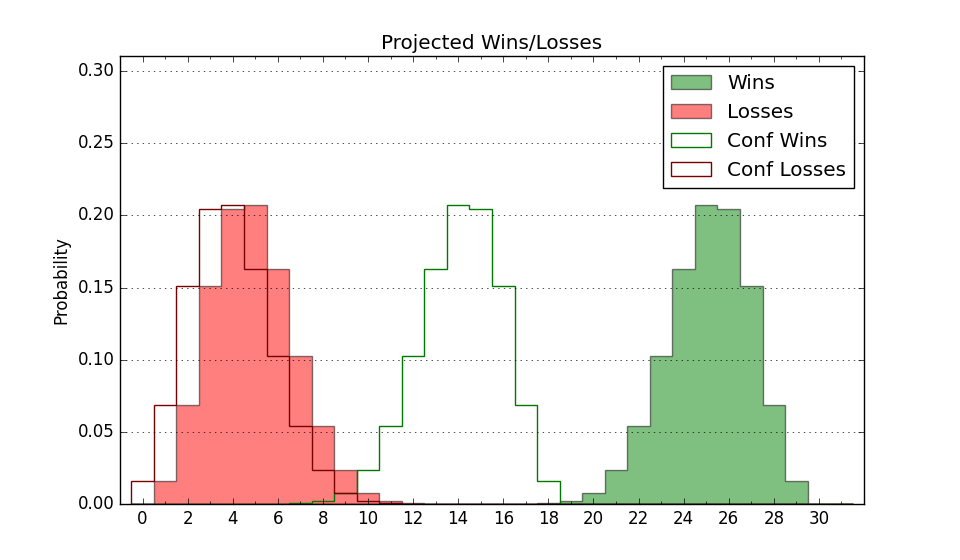 Projected Wins/Losses
0.30
0.25
0.20
0.15
0.10
0.05
0.00
Probability
Wins
Losses
Conf Wins
Conf Losses
0 2 4 6 8 10 12 14 16 18 20 22 24 26 28 30